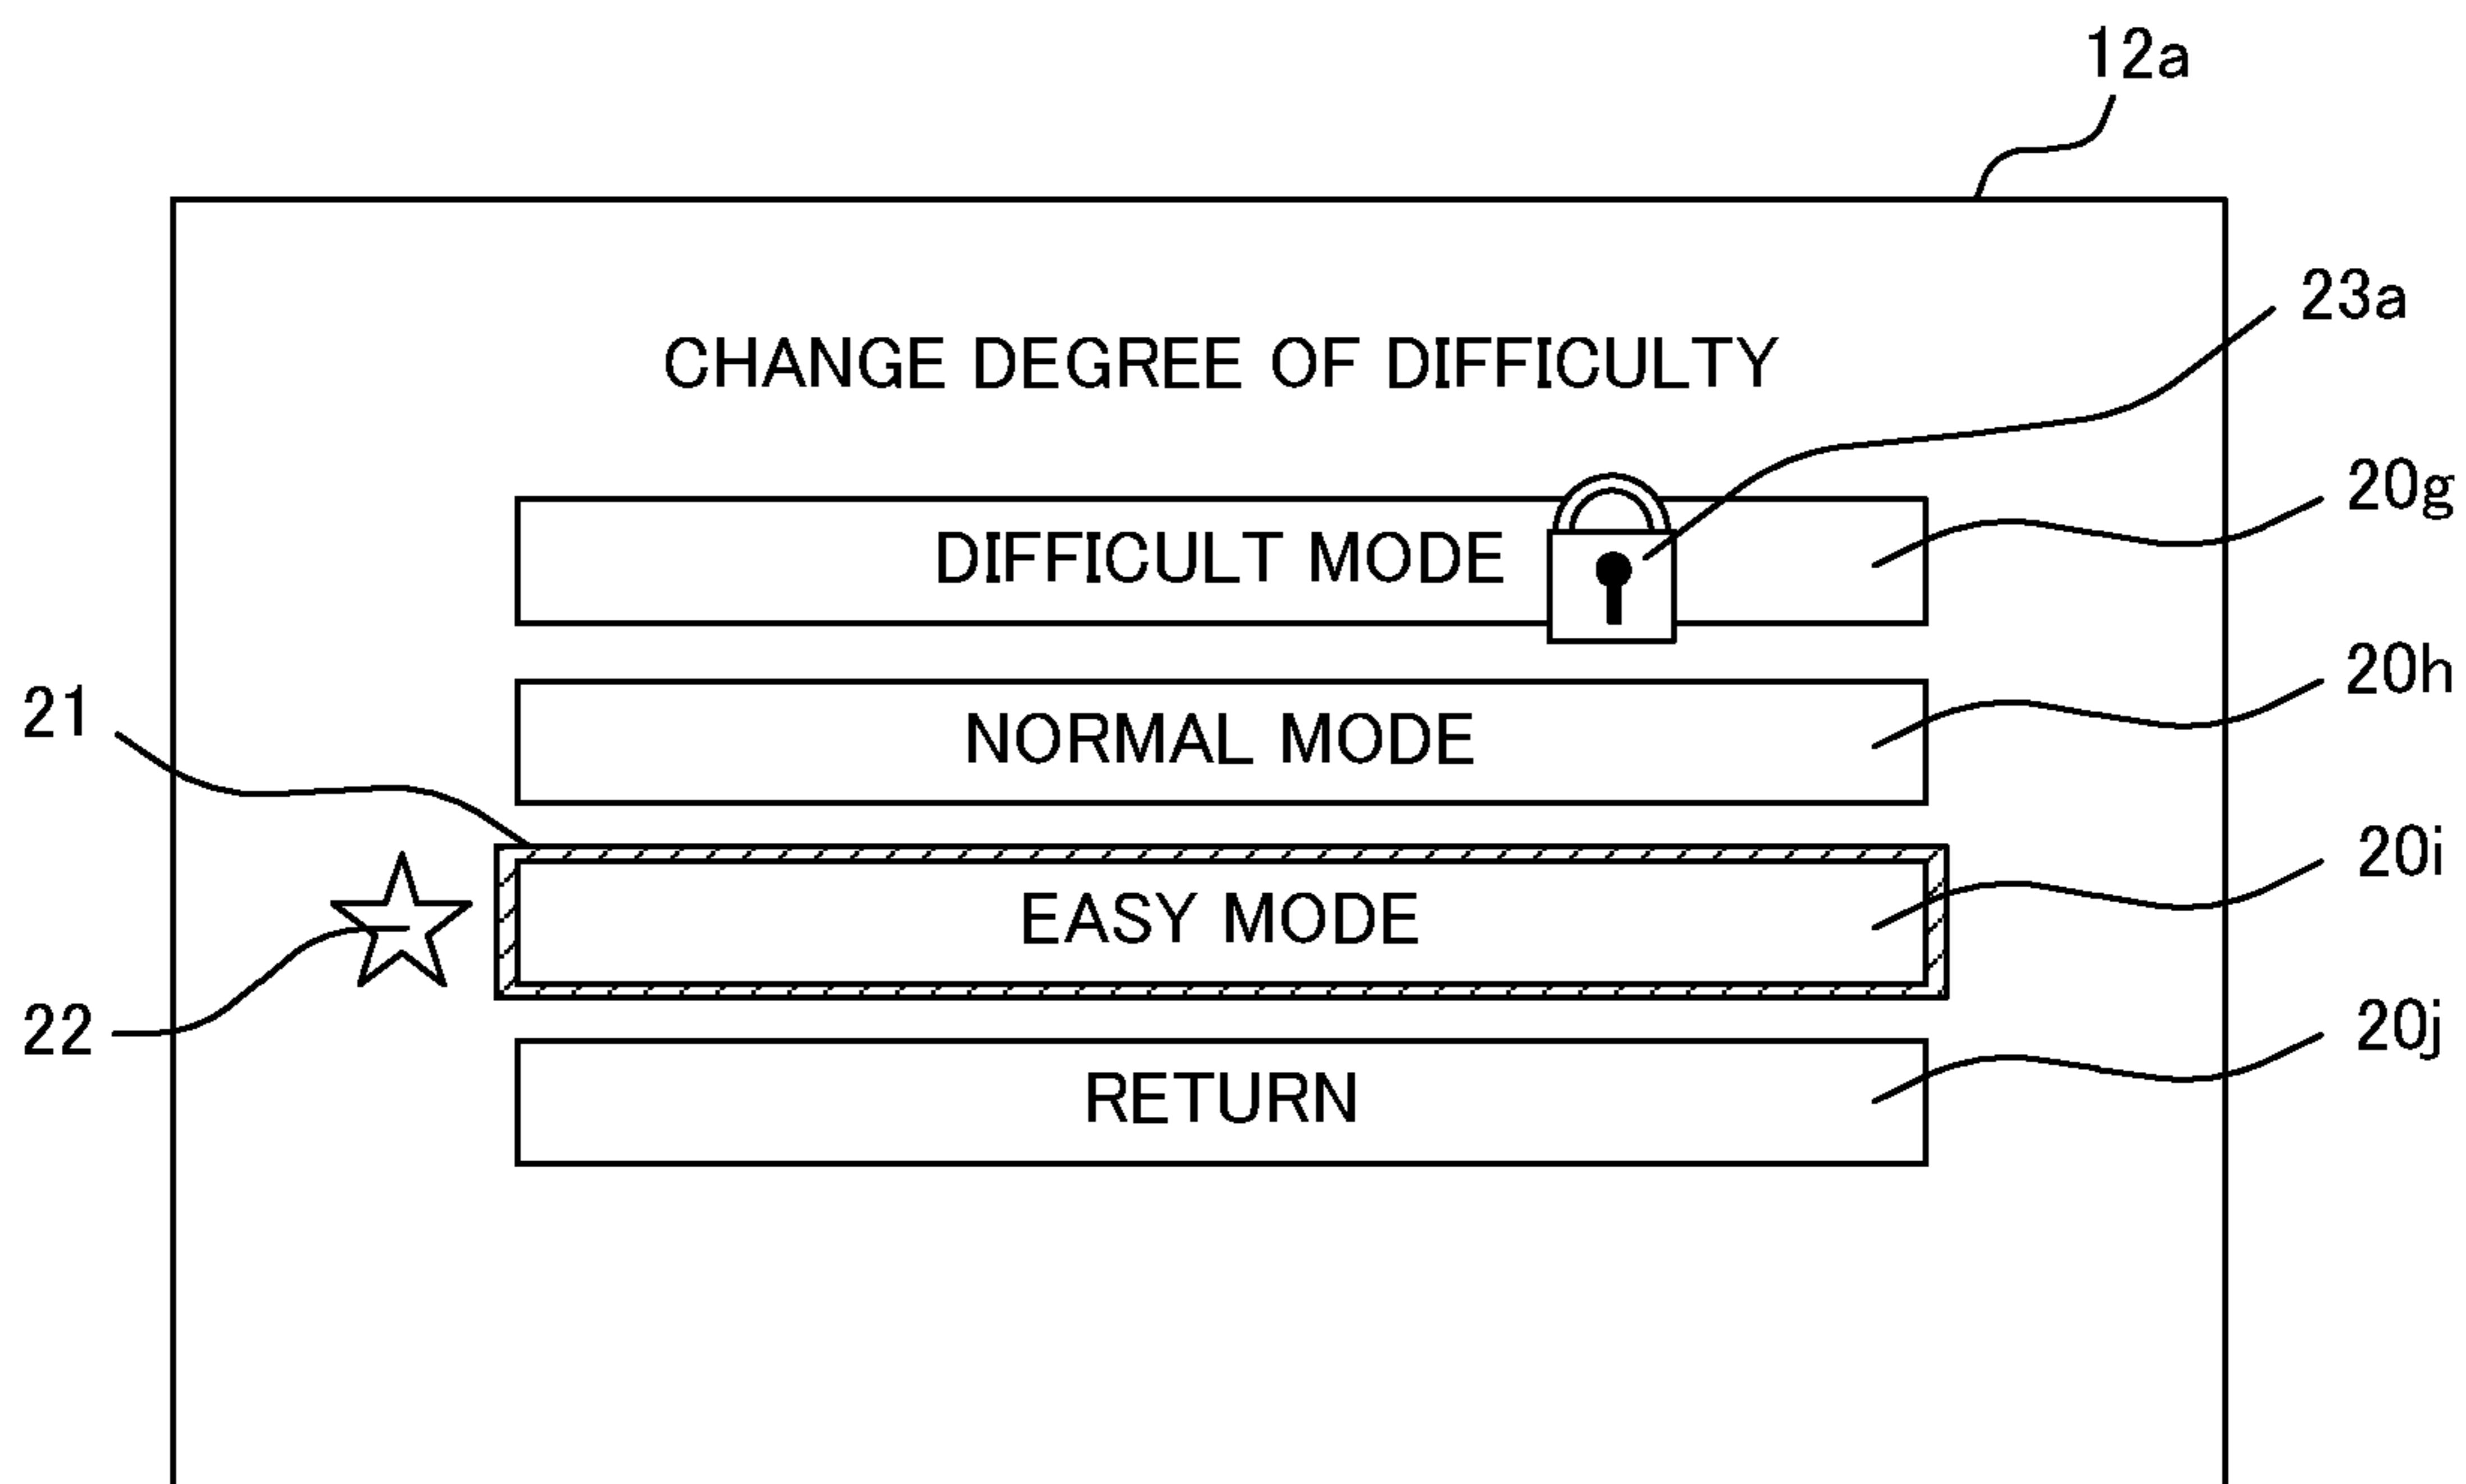 12a
23a
CHANGE DEGREE OF DIFFICULTY
20g
DIFFICULT MODE
20h
21
NORMAL MODE
20i
EASY MODE
22
20j
RETURN